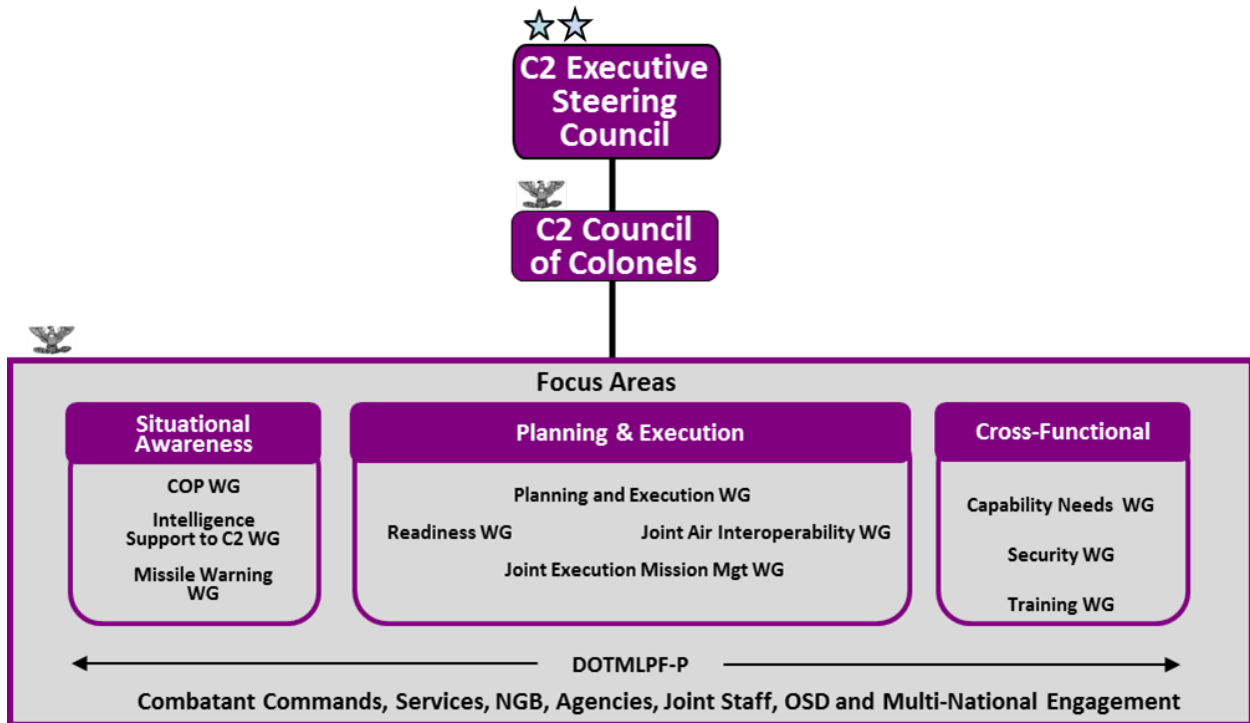 C2 Executive
Steering
Council
C2 Council
of Colonels
Focus Areas
Situational
Awareness
COP WG
Intelligence
Support to C2 WG
Missile Warning
WG
Planning & Execution
Planning and Execution WG
Readiness WG
Joint Air Interoperability WG
Joint Execution Mission Mgt WG
Cross-Functional
Capability Needs WG
Security WG
Training WG
DOTMLPF-P
Combatant Commands, Services, NGB, Agencies, Joint Staff, OSD and Multi-National Engagement